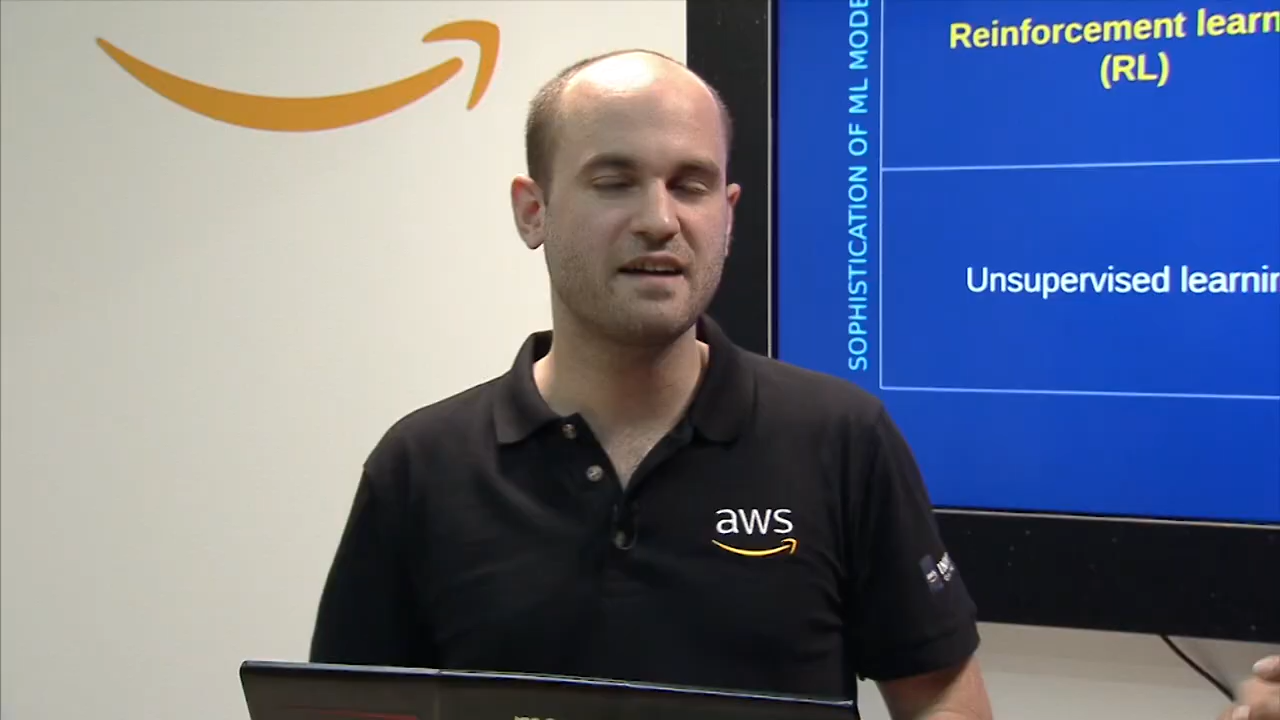 Reinforcement learn
(RL)
SOPHISTICATION OF ML MODE
Unsupervised learnin
aws